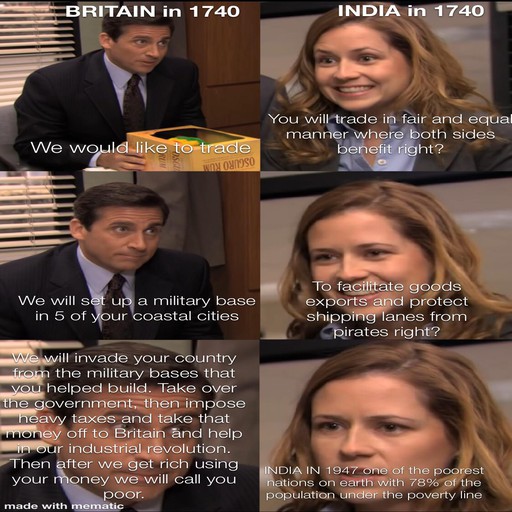 BRITAIN in 1740
INDIA in 1740
We would like to trade
OSGURO RUM
You will trade in fair and equal
manner where both sides
benefit right?
We will set up a military base
in 5 of your coastal cities
To facilitate goods
exports and protect
shipping lanes from
pirates right?
We will invade your country
from the military bases that
you helped build. Take over
the government, then impose
heavy taxes and take that
money off to Britain and help
in our industrial revolution.
Then after we get rich using
your money we will call you
poor.
INDIA IN 1947 one of the poorest
nations on earth with 78% of the
population under the poverty line
made with mematic